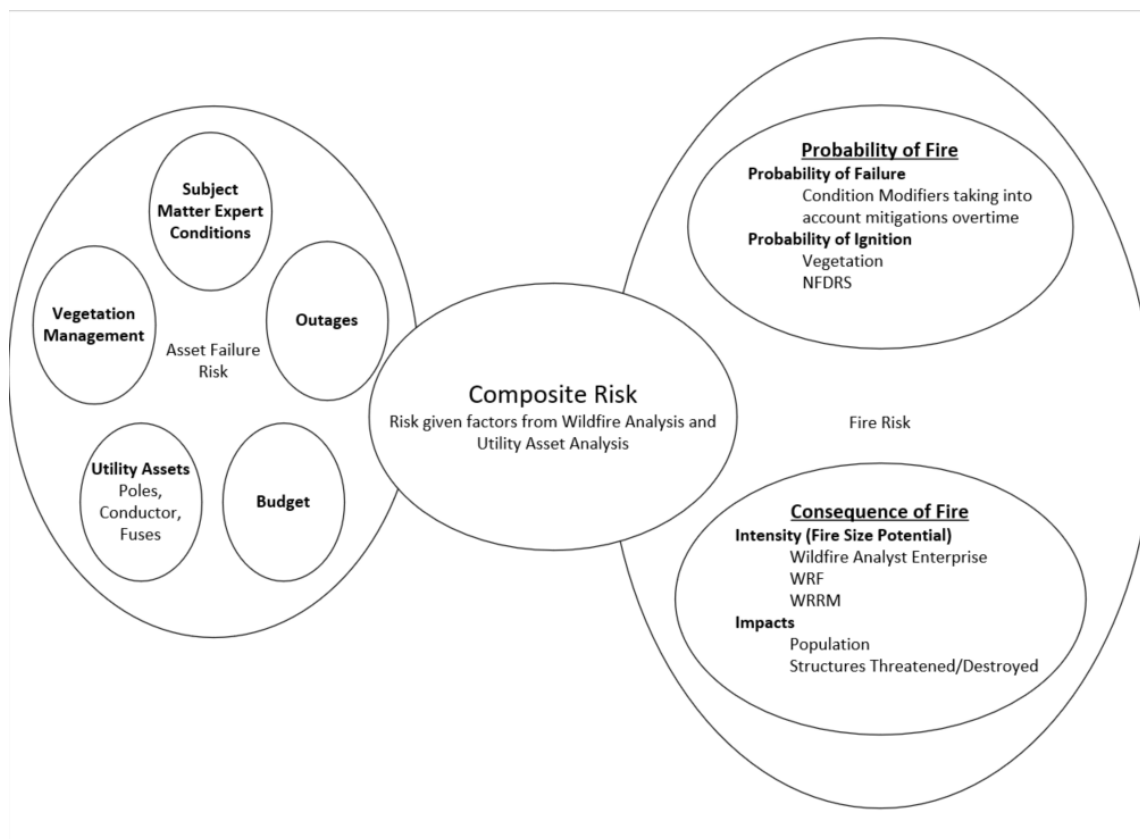 Subject
Matter Expert
Conditions
Vegetation
Management
Outages
Asset Failure
Risk
Utility Assets
Poles,
Conductor,
Fuses
Budget
Composite Risk
Risk given factors from Wildfire Analysis and
Utility Asset Analysis
Probability of Fire
Probability of Failure
Condition Modifiers taking into
account mitigations overtime
Probability of Ignition
Vegetation
NFDRS
Fire Risk
Consequence of Fire
Intensity (Fire Size Potential)
Wildfire Analyst Enterprise
WRF
WRRM
Impacts
Population
Structures Threatened/Destroyed